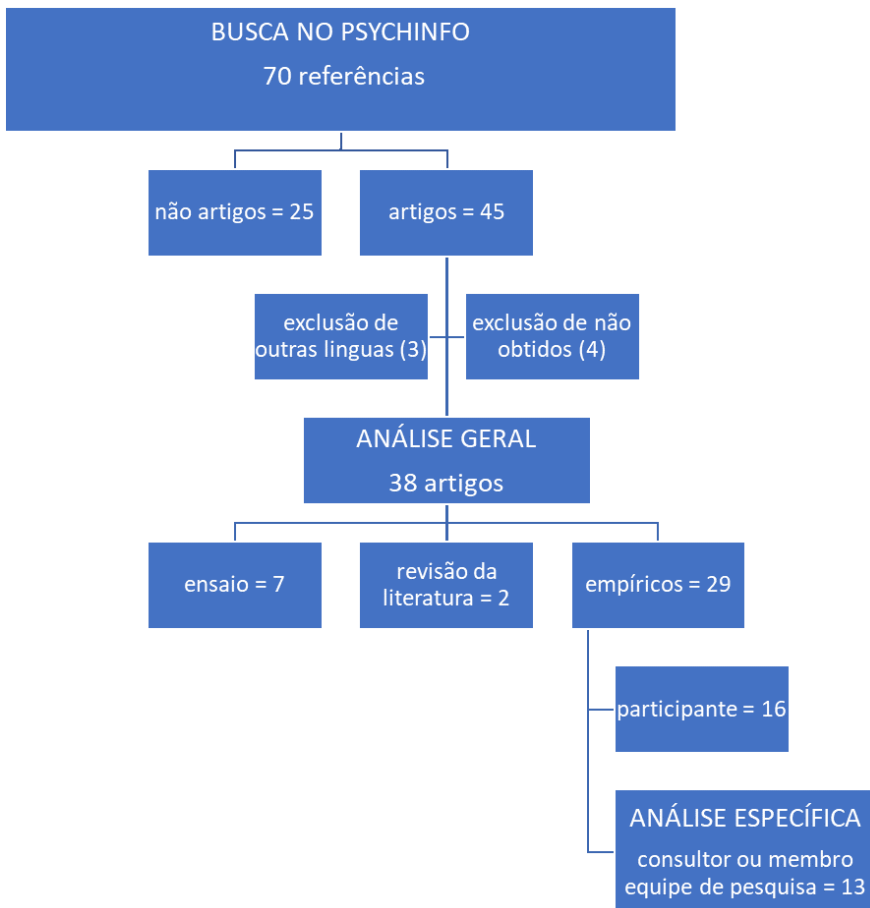 BUSCA NO PSYCHINFO
70 referências
não artigos = 25
artigos = 45
exclusão de
outras linguas (3)
exclusão de não
obtidos (4)
ANÁLISE GERAL
38 artigos
ensaio = 7
revisão da
literatura = 2
empíricos = 29
participante = 16
ANÁLISE ESPECÍFICA
consultor ou membro
equipe de pesquisa = 13